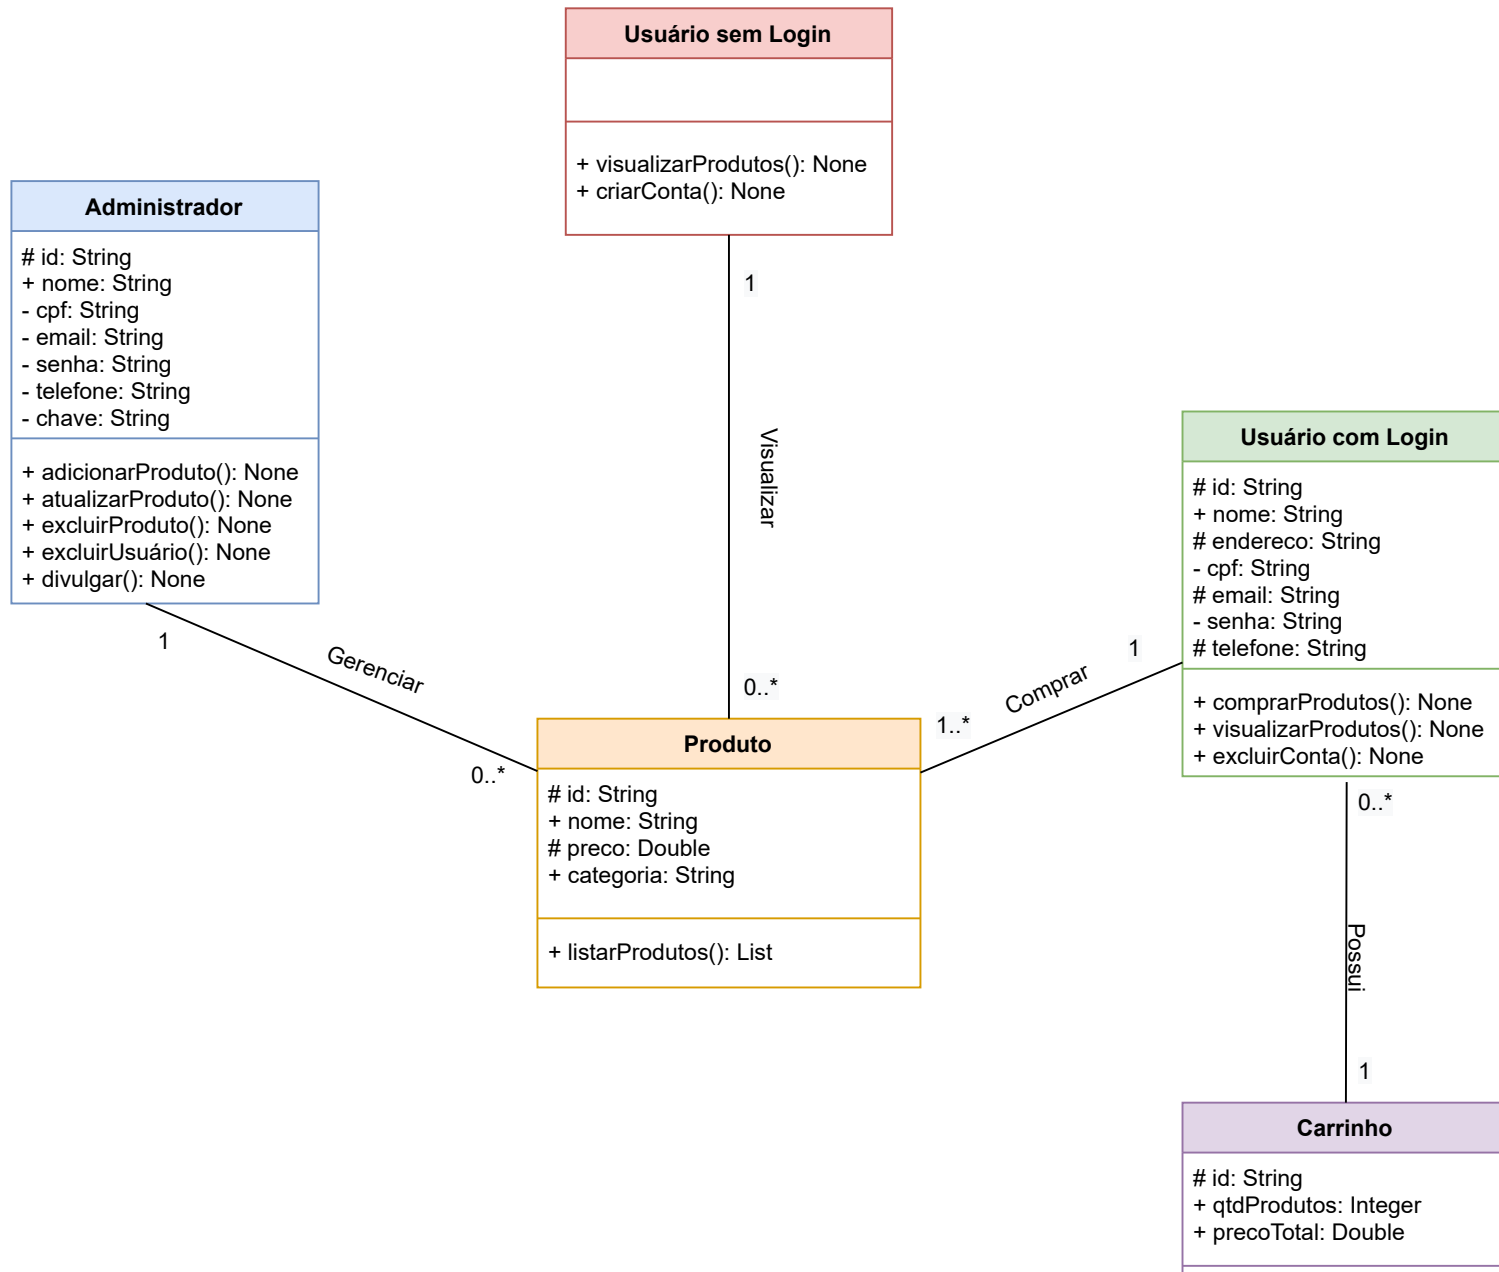 Usuário sem Login
+ visualizarProdutos(): None
+ criarConta(): None
Administrador
# id: String
+ nome: String
- cpf: String
- email: String
- senha: String
- telefone: String
- chave: String
+ adicionarProduto(): None
+ atualizarProduto(): None
+ excluirProduto(): None
+ excluirUsuário(): None
+ divulgar(): None
1
Visualizar
0..*
1
Gerenciar
0..*
Usuário com Login
# id: String
+ nome: String
# endereco: String
- cpf: String
# email: String
- senha: String
# telefone: String
+ comprarProdutos(): None
+ visualizarProdutos(): None
+ excluirConta(): None
1
Comprar
1..*
Produto
# id: String
+ nome: String
# preco: Double
+ categoria: String
+ listarProdutos(): List
0..*
Possui
1
Carrinho
# id: String
+ qtdProdutos: Integer
+ precoTotal: Double